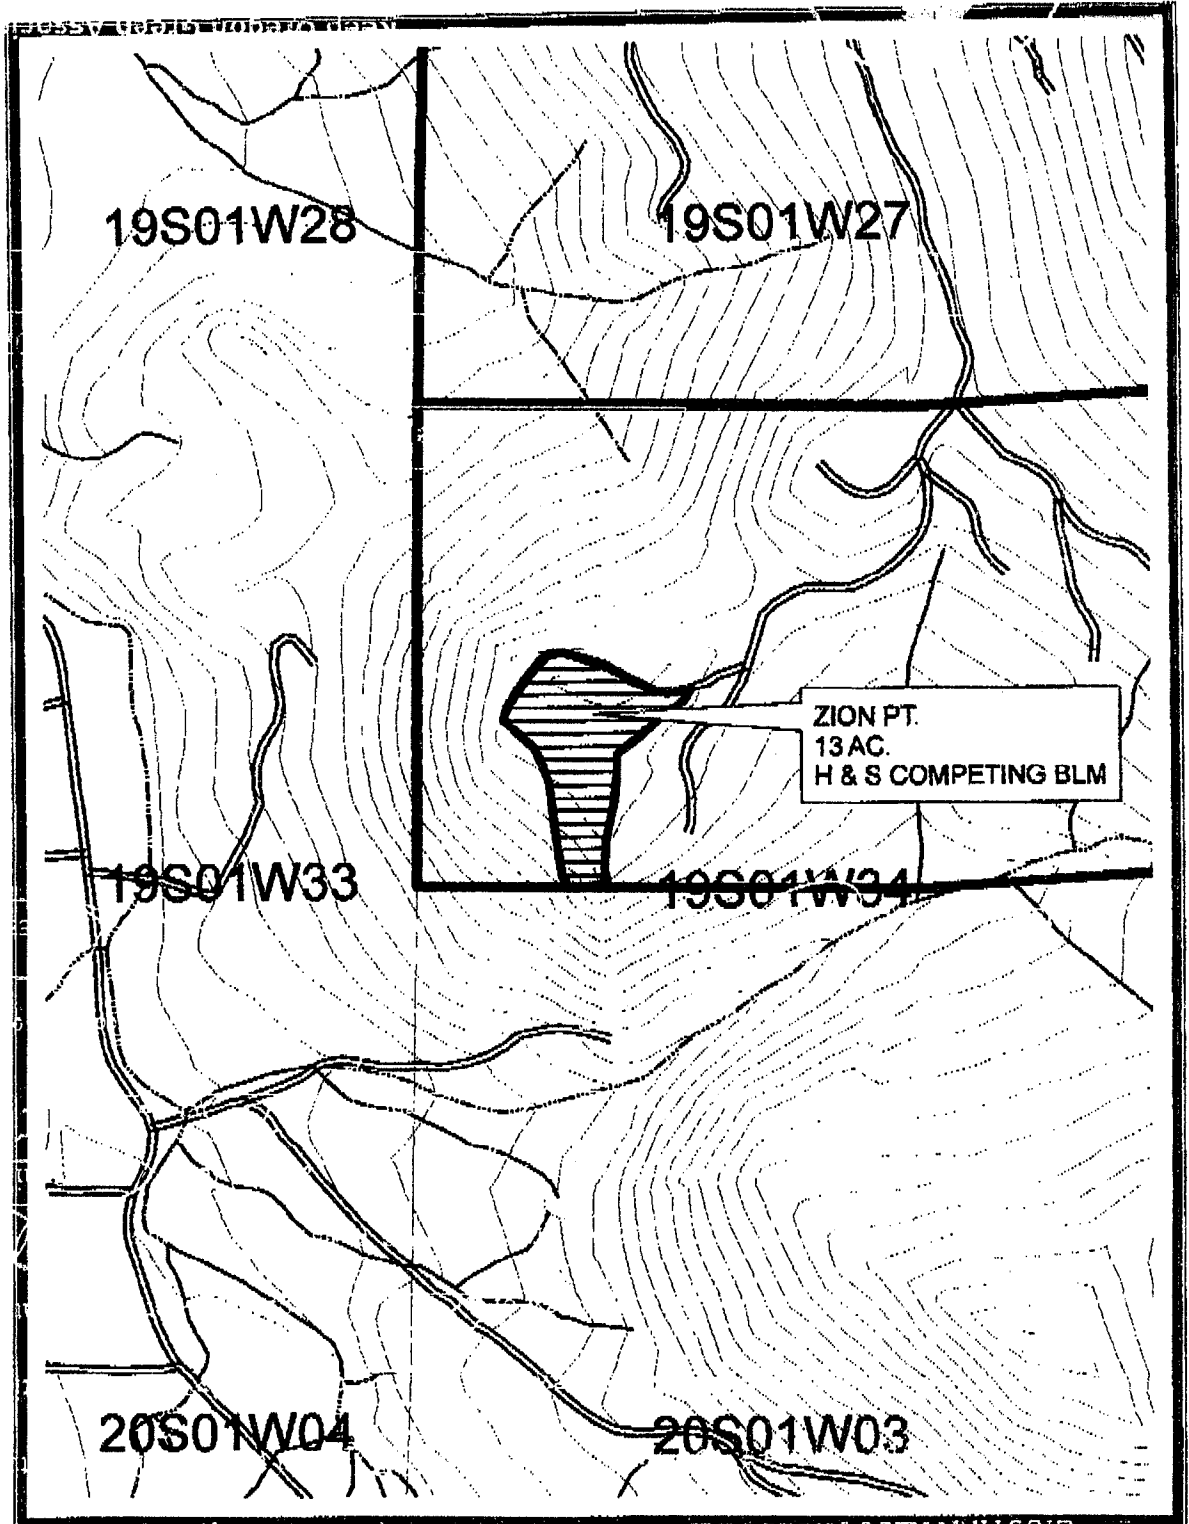 19S01W28
19S01W27
ZION PT.
13 AC.
H & S COMPETING BLM
19S01W33
19S01W34
20S01W04
20S01W03